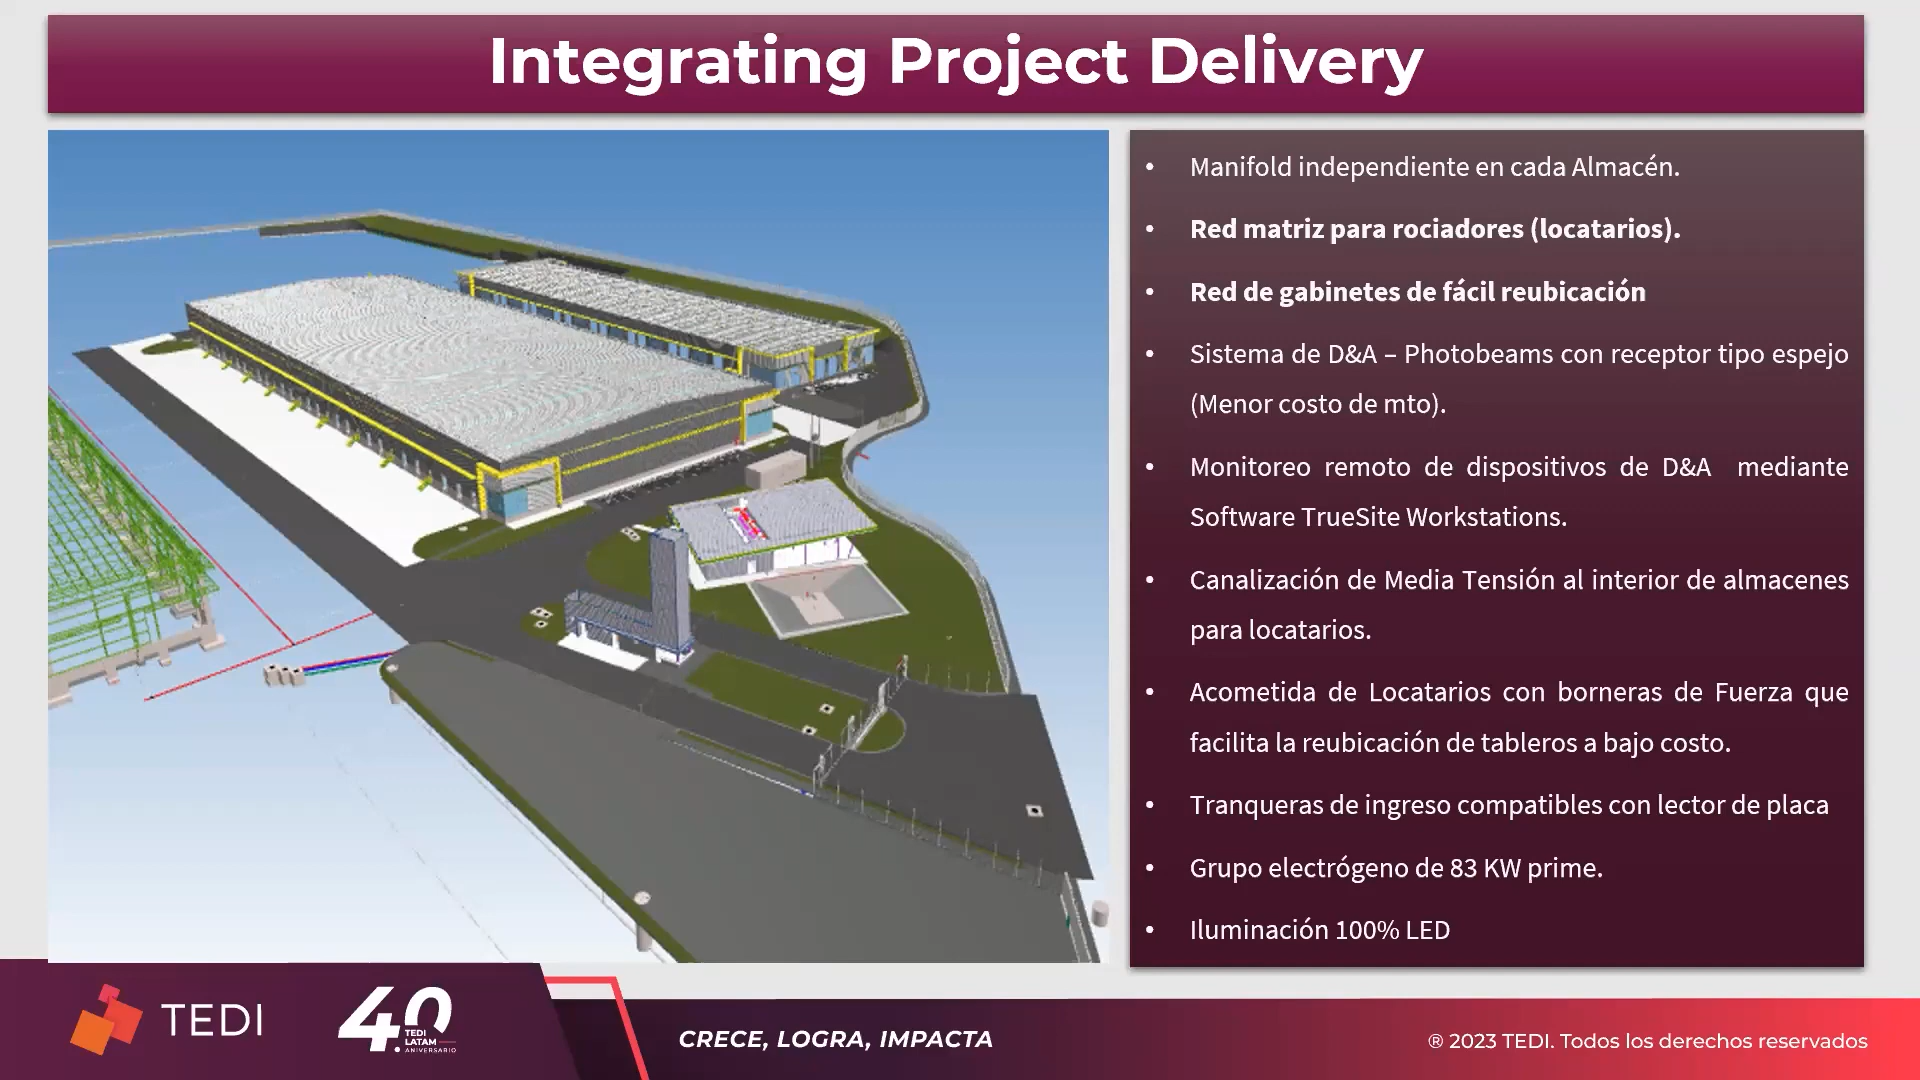 Integrating Project Delivery
• Manifold independiente en cada Almacén.
• Red matriz para rociadores (locatarios).
• Red de gabinetes de fácil reubicación
• Sistema de D&A – Photobeams con receptor tipo espejo
(Menor costo de mto).
• Monitoreo remoto de dispositivos de D&A mediante
Software TrueSite Workstations.
• Canalización de Media Tensión al interior de almacenes
para locatarios.
• Acometida de Locatarios con borneras de Fuerza que
facilita la reubicación de tableros a bajo costo.
• Tranqueras de ingreso compatibles con lector de placa
• Grupo electrógeno de 83 KW prime.
• Iluminación 100% LED
TEDI
4.0
TEDI
LATAM
ANIVERSARIO
CRECE, LOGRA, IMPACTA
® 2023 TEDI. Todos los derechos reservados